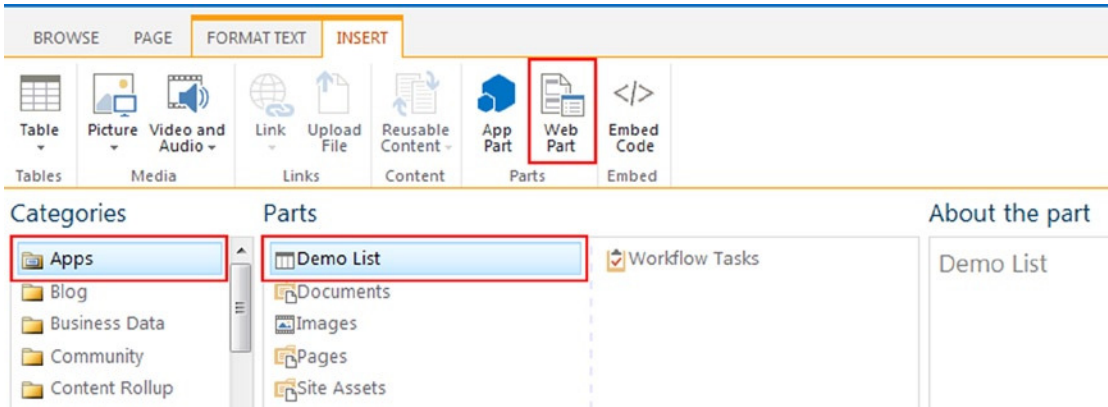 BROWSE PAGE FORMAT TEXT INSERT
Table Picture Video and Audio Link Upload File Reusable Content App Part Web Part Embed Code
Tables Media Links Content Parts Embed
Categories Parts About the part
Apps Demo List Workflow Tasks Demo List
Blog Documents
Business Data Images
Community Pages
Content Rollup Site Assets